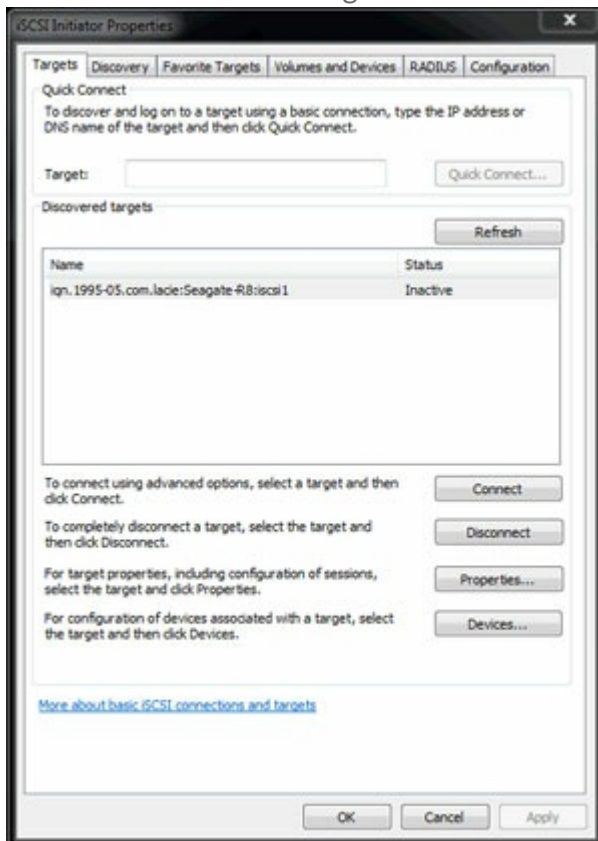 iSCSI Initiator Properties
Targets Discovery Favorite Targets Volumes and Devices RADIUS Configuration
Quick Connect
To discover and log on to a target using a basic connection, type the IP address or
DNS name of the target and then click Quick Connect.
Target:
Quick Connect...
Discovered targets
Refresh
Name Status
iqn.1995-05.com.lacie:Seagate-R8:iscsi1 Inactive
To connect using advanced options, select a target and then
click Connect.
Connect
To completely disconnect a target, select the target and
then click Disconnect.
Disconnect
For target properties, including configuration of sessions,
select the target and click Properties.
Properties...
For configuration of devices associated with a target, select
the target and then click Devices.
Devices...
More about basic iSCSI connections and targets
OK Cancel Apply